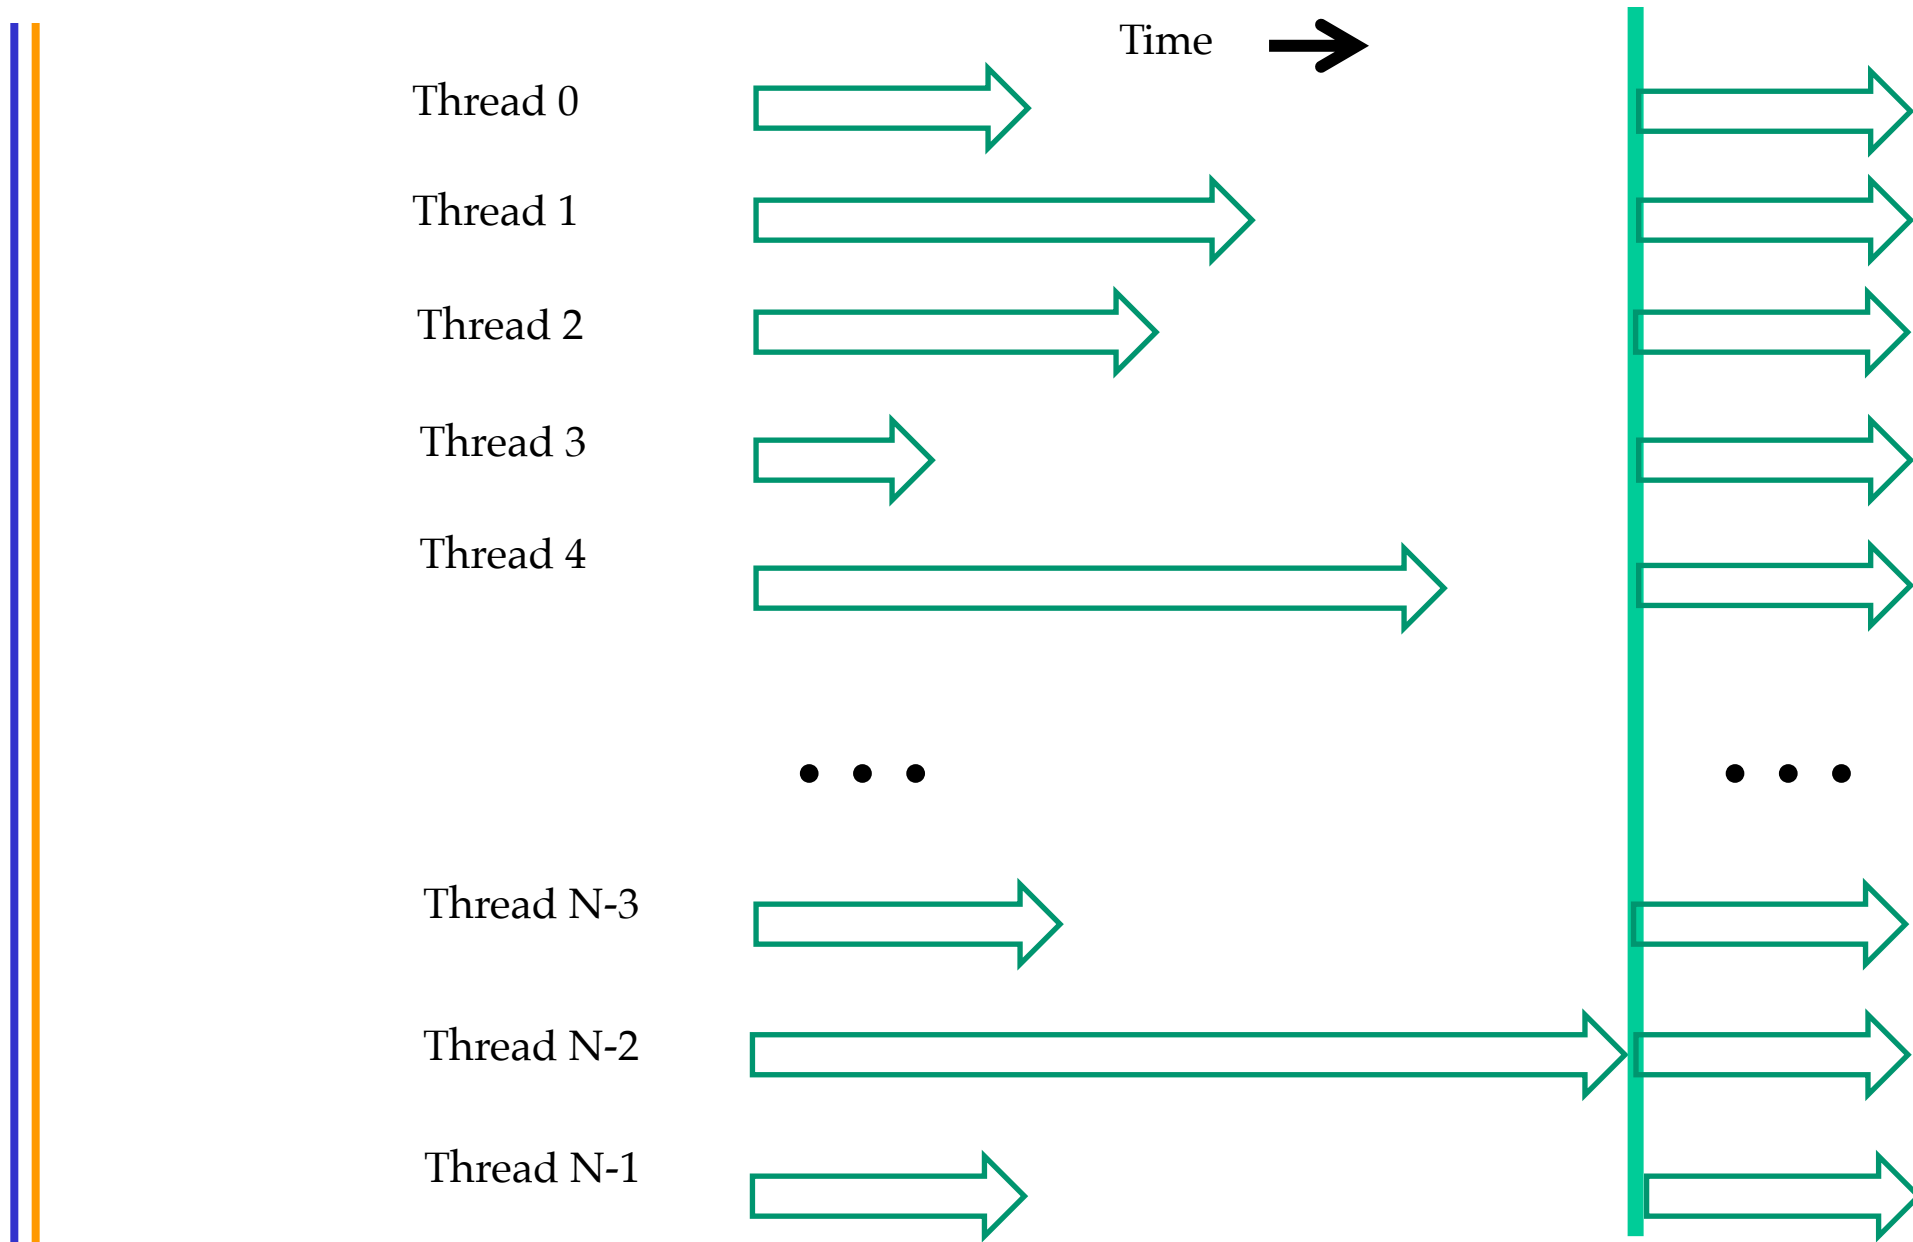 Time
Thread 0
Thread 1
Thread 2
Thread 3
Thread 4
• • •
• • •
Thread N-3
Thread N-2
Thread N-1